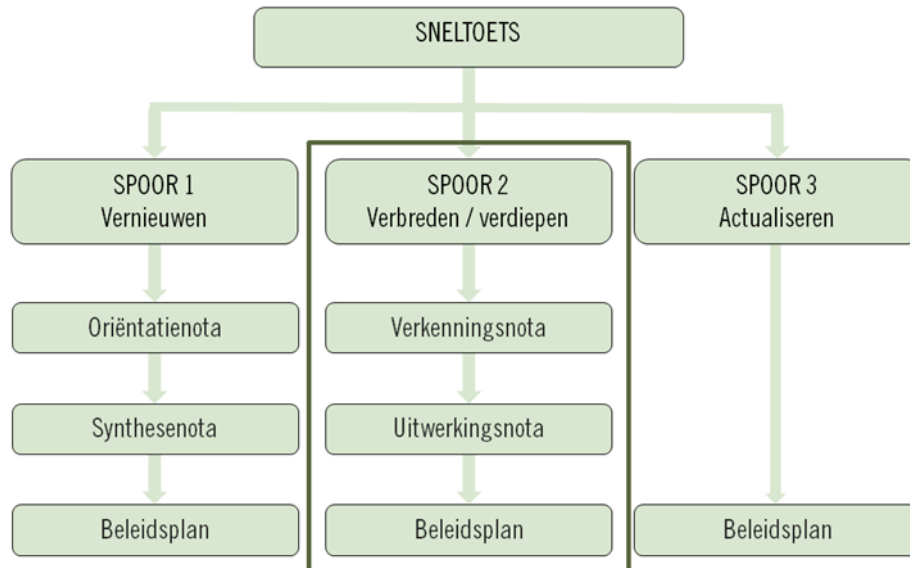 SNELTOETS
SPOOR 1
Vernieuwen
SPOOR 2
Verbreden / verdiepen
SPOOR 3
Actualiseren
Oriëntatienota
Verkenningsnota
Synthesenota
Uitwerkingsnota
Beleidsplan
Beleidsplan
Beleidsplan